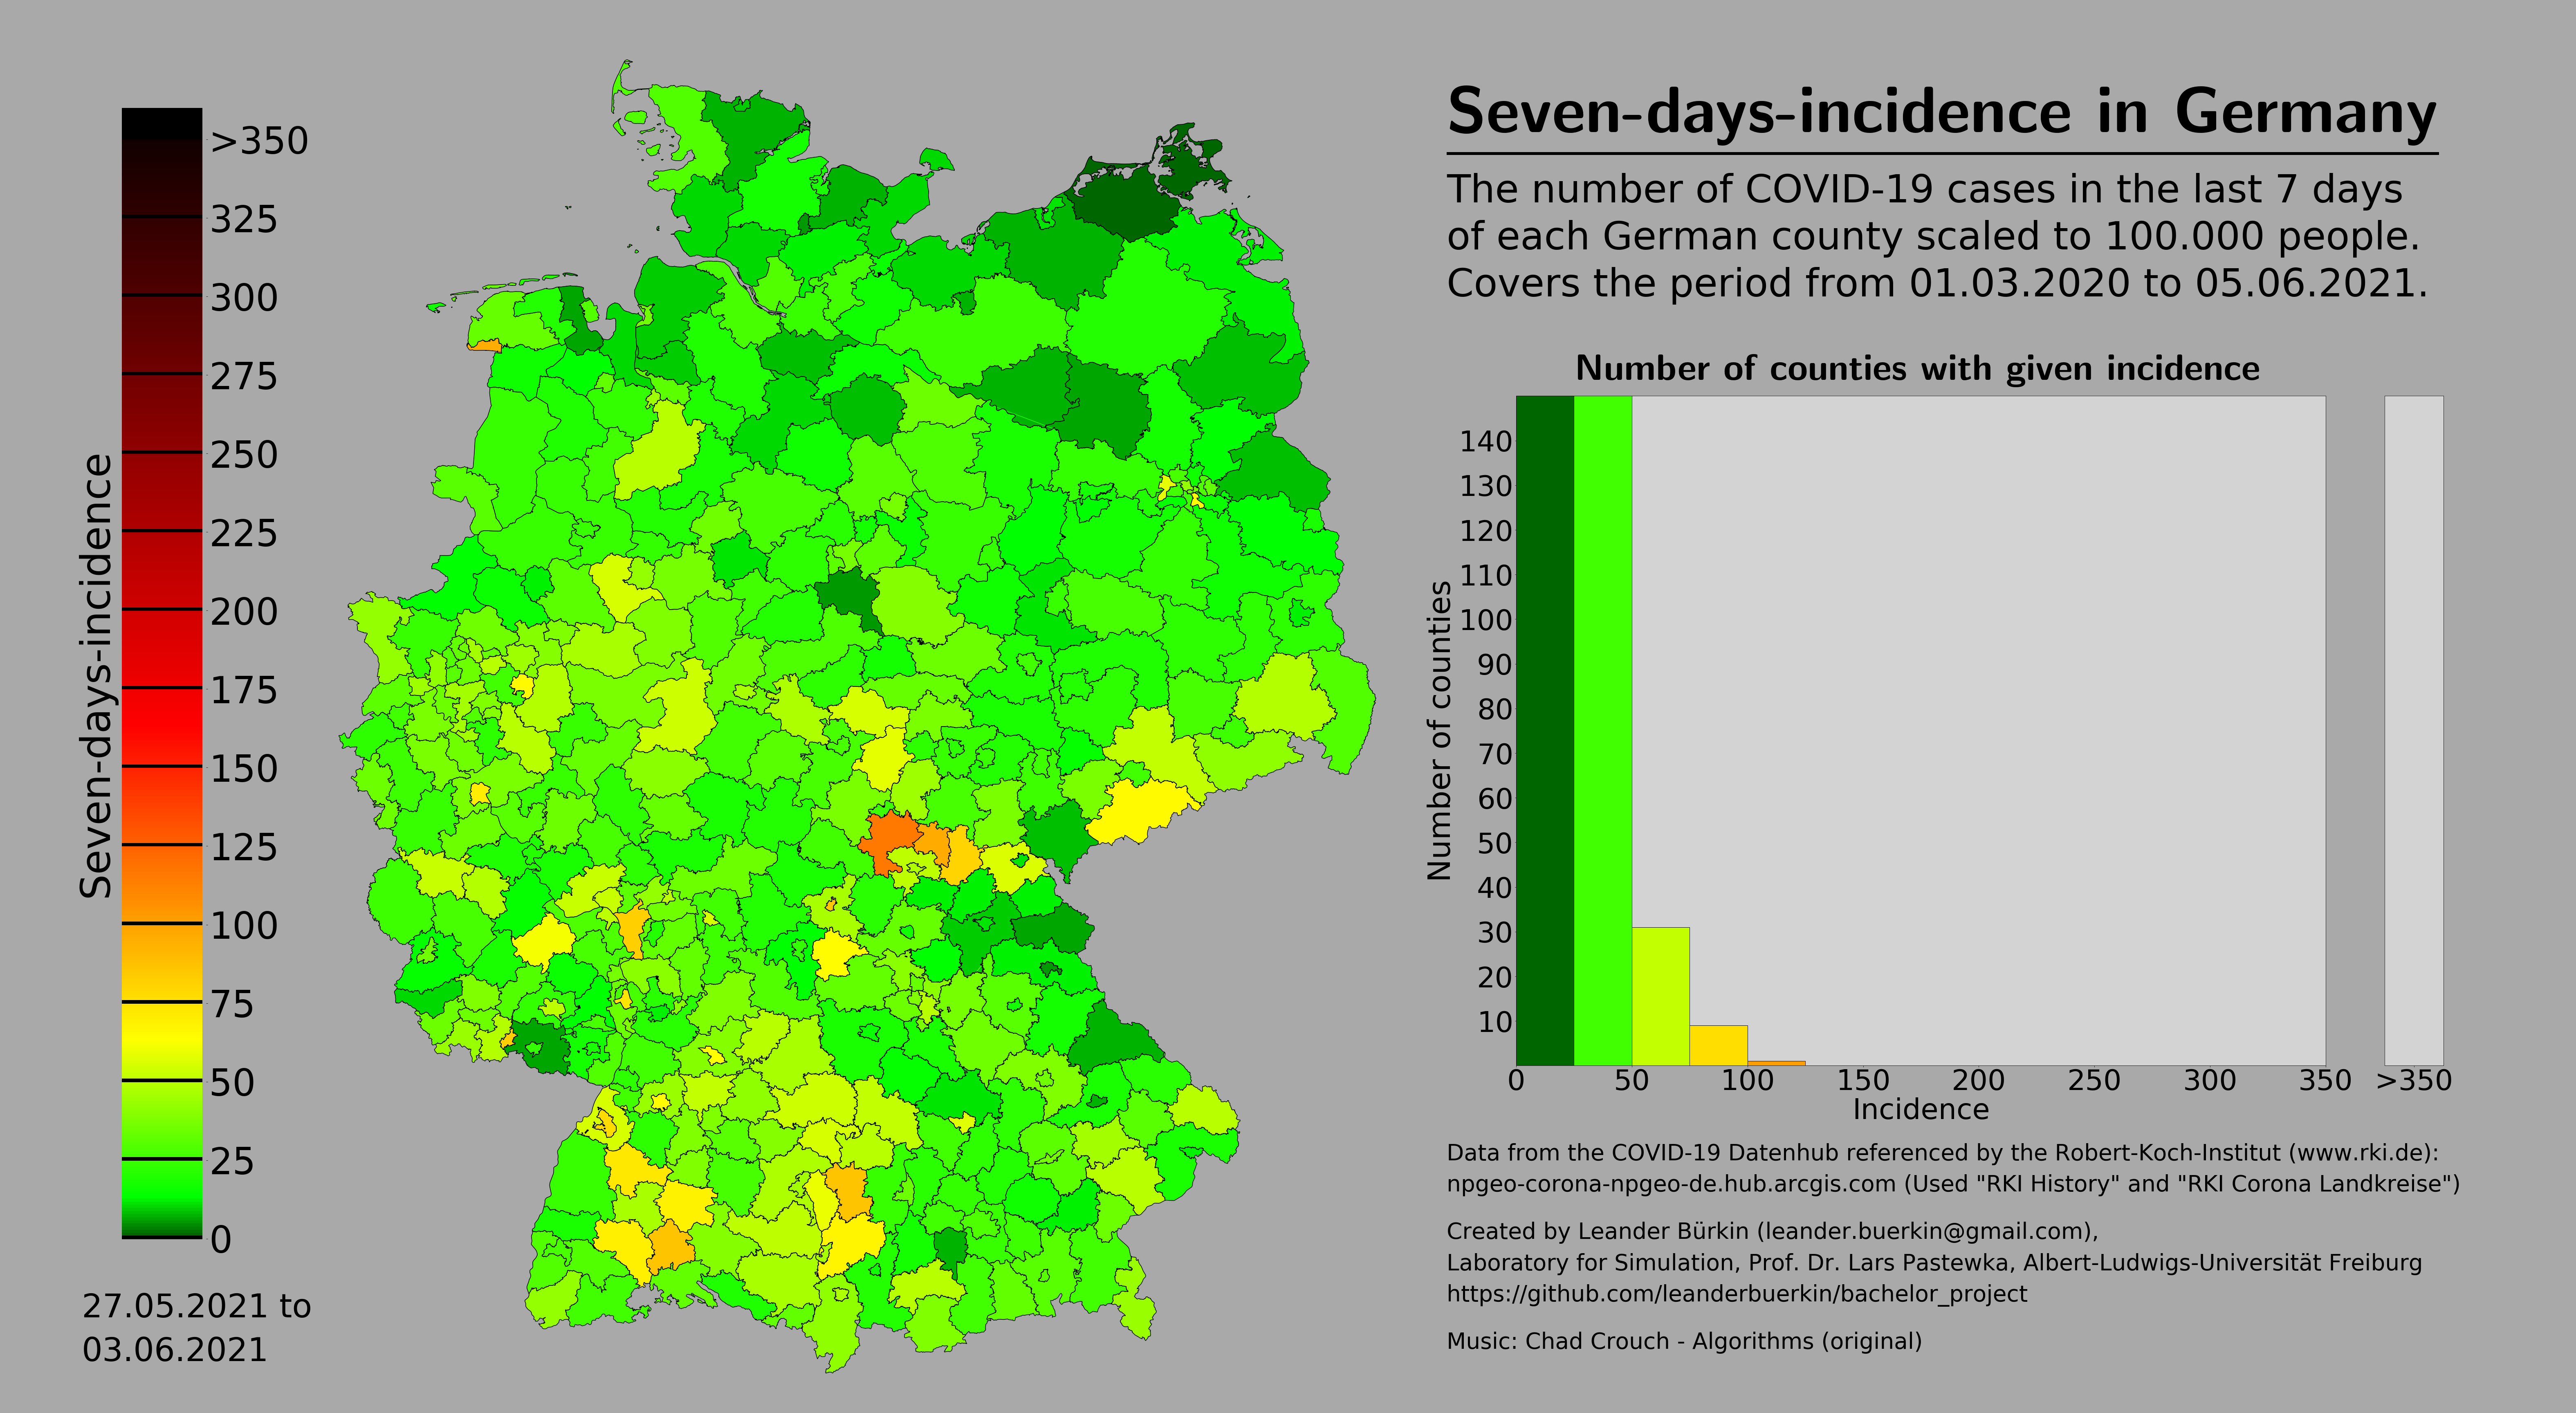 Seven-days-incidence in Germany
The number of COVID-19 cases in the last 7 days
of each German county scaled to 100.000 people.
Covers the period from 01.03.2020 to 05.06.2021.
Seven-days-incidence
>350
325
300
275
250
225
200
175
150
125
100
75
50
25
0
27.05.2021 to
03.06.2021
Number of counties with given incidence
Number of counties
140
130
120
110
100
90
80
70
60
50
40
30
20
10
0 50 100 150 200 250 300 350 >350
Incidence
Data from the COVID-19 Datenhub referenced by the Robert-Koch-Institut (www.rki.de):
npgeo-corona-npgeo-de.hub.arcgis.com (Used "RKI History" and "RKI Corona Landkreise")
Created by Leander Bürkin (leander.buerkin@gmail.com),
Laboratory for Simulation, Prof. Dr. Lars Pastewka, Albert-Ludwigs-Universität Freiburg
https://github.com/leanderbuerkin/bachelor_project
Music: Chad Crouch - Algorithms (original)